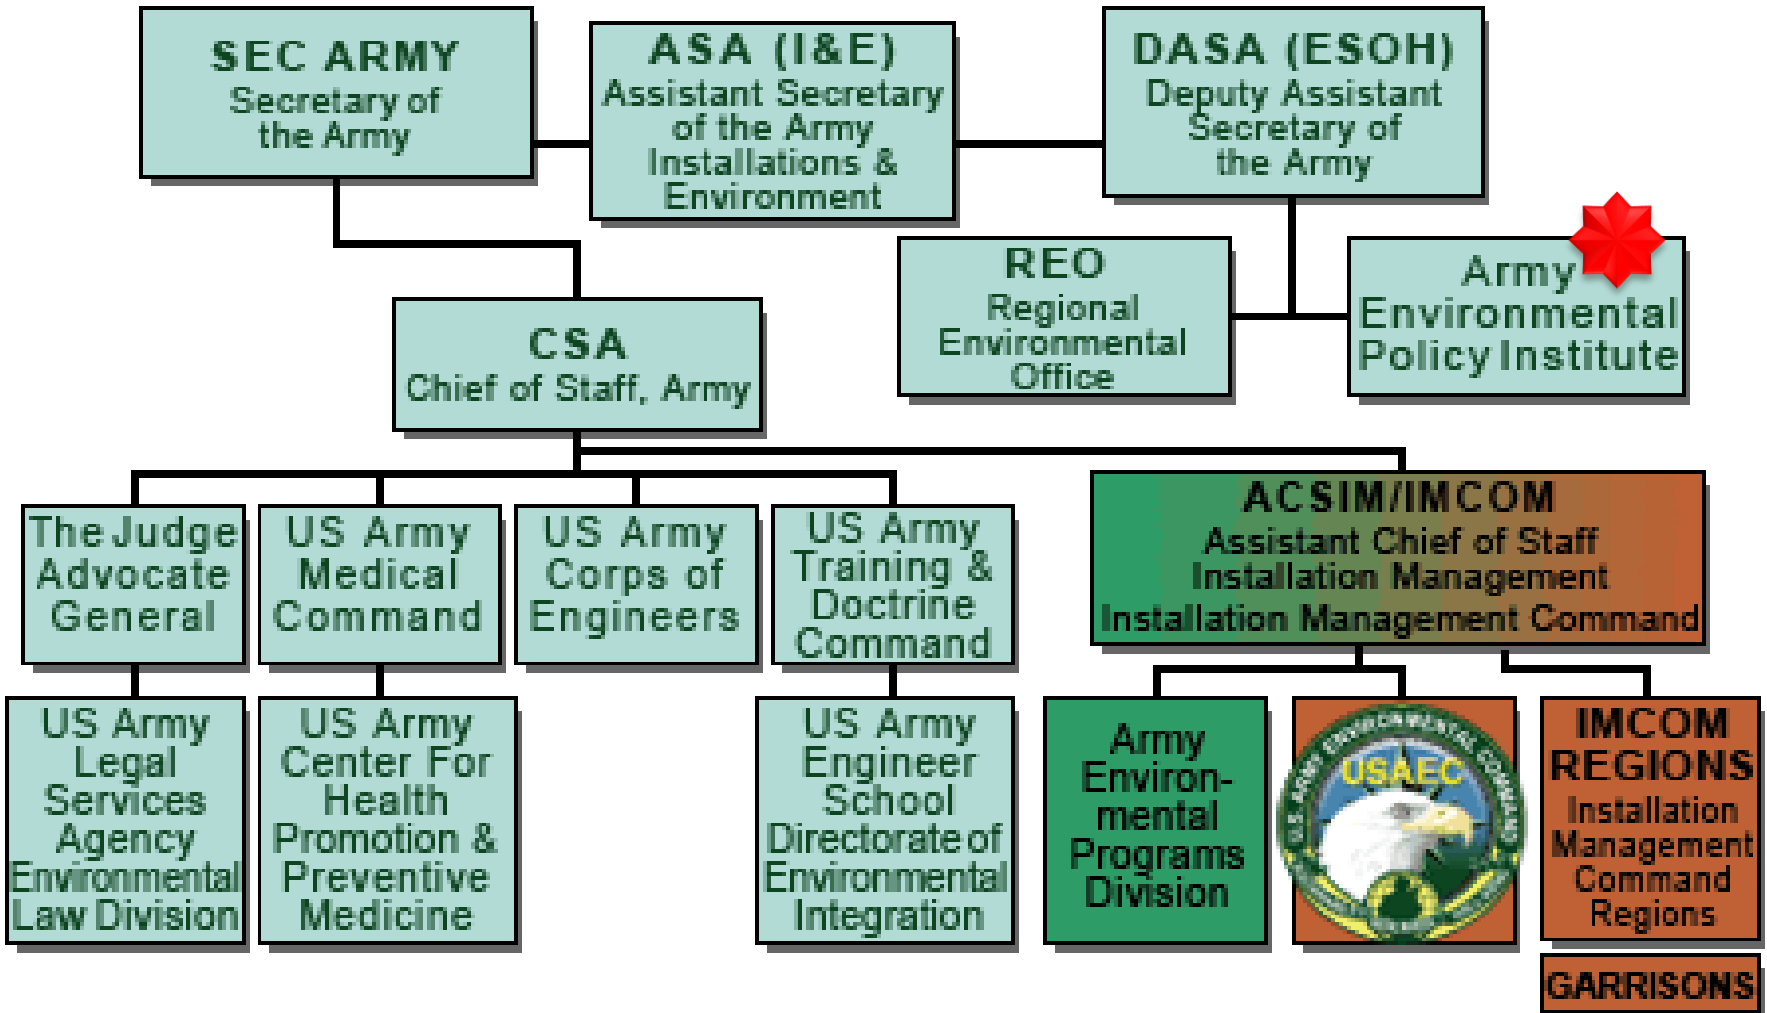 SEC ARMY
Secretary of
the Army
ASA (I&E)
Assistant Secretary
of the Army
Installations &
Environment
DASA (ESOH)
Deputy Assistant
Secretary of
the Army
REO
Regional
Environmental
Office
Army
Environmental
Policy Institute
CSA
Chief of Staff, Army
The Judge
Advocate
General
US Army
Medical
Command
US Army
Corps of
Engineers
US Army
Training &
Doctrine
Command
ACSIM/IMCOM
Assistant Chief of Staff
Installation Management
Installation Management Command
US Army
Legal
Services
Agency
Environmental
Law Division
US Army
Center For
Health
Promotion &
Preventive
Medicine
US Army
Engineer
School
Directorate of
Environmental
Integration
Army
Environ-
mental
Programs
Division
U.S. ARMY ENVIRONMENTAL COMMAND
USAEC
IMCOM
REGIONS
Installation
Management
Command
Regions
GARRISONS